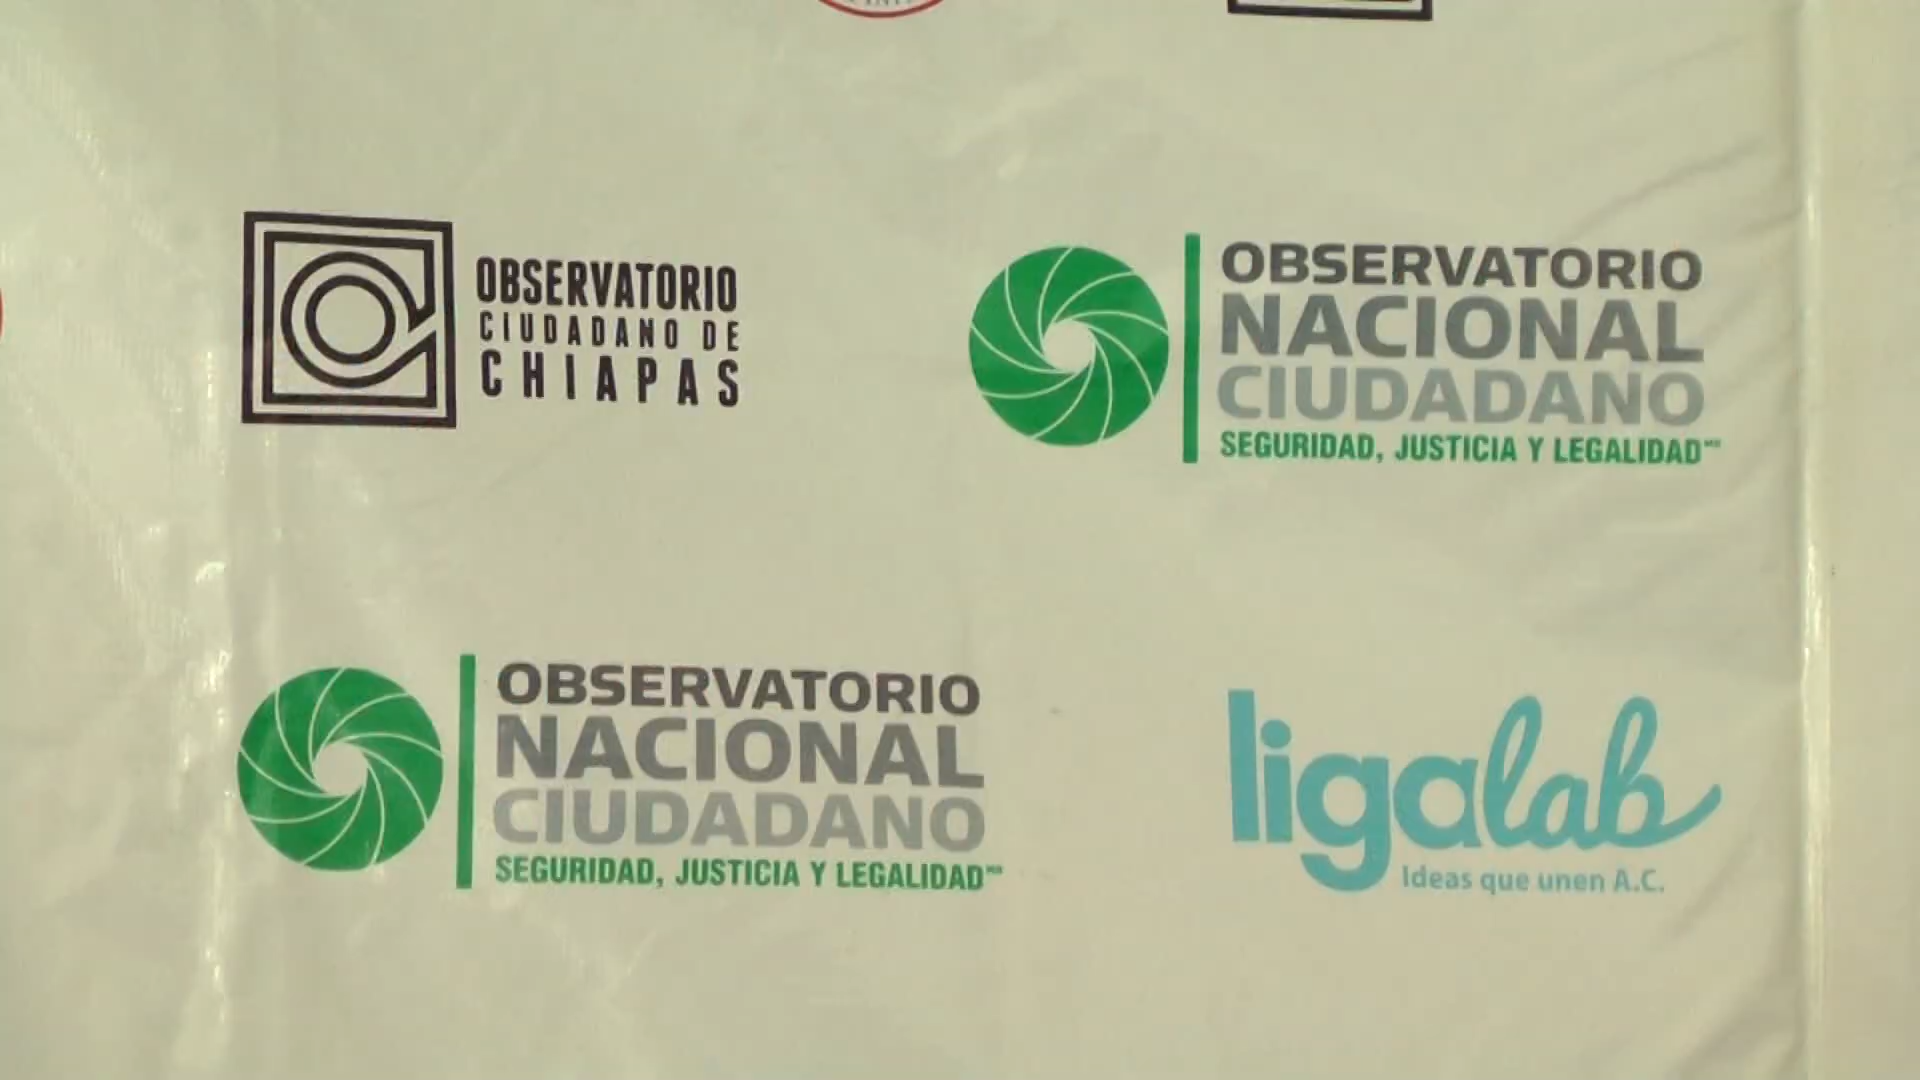 OBSERVATORIO
CIUDADANO DE
CHIAPAS
OBSERVATORIO
NACIONAL
CIUDADANO
SEGURIDAD, JUSTICIA Y LEGALIDAD
OBSERVATORIO
NACIONAL
CIUDADANO
SEGURIDAD, JUSTICIA Y LEGALIDAD
ligalab
Ideas que unen A.C.